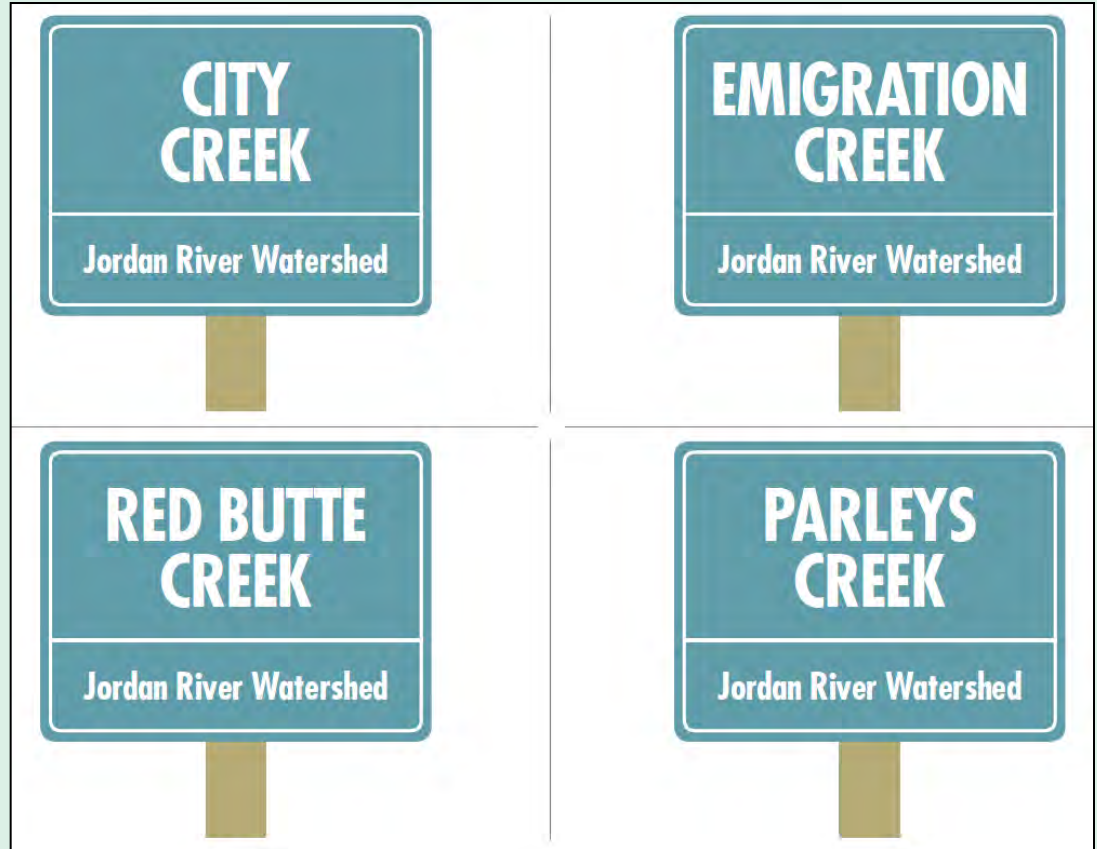 CITY
CREEK
Jordan River Watershed
EMIGRATION
CREEK
Jordan River Watershed
RED BUTTE
CREEK
Jordan River Watershed
PARLEYS
CREEK
Jordan River Watershed